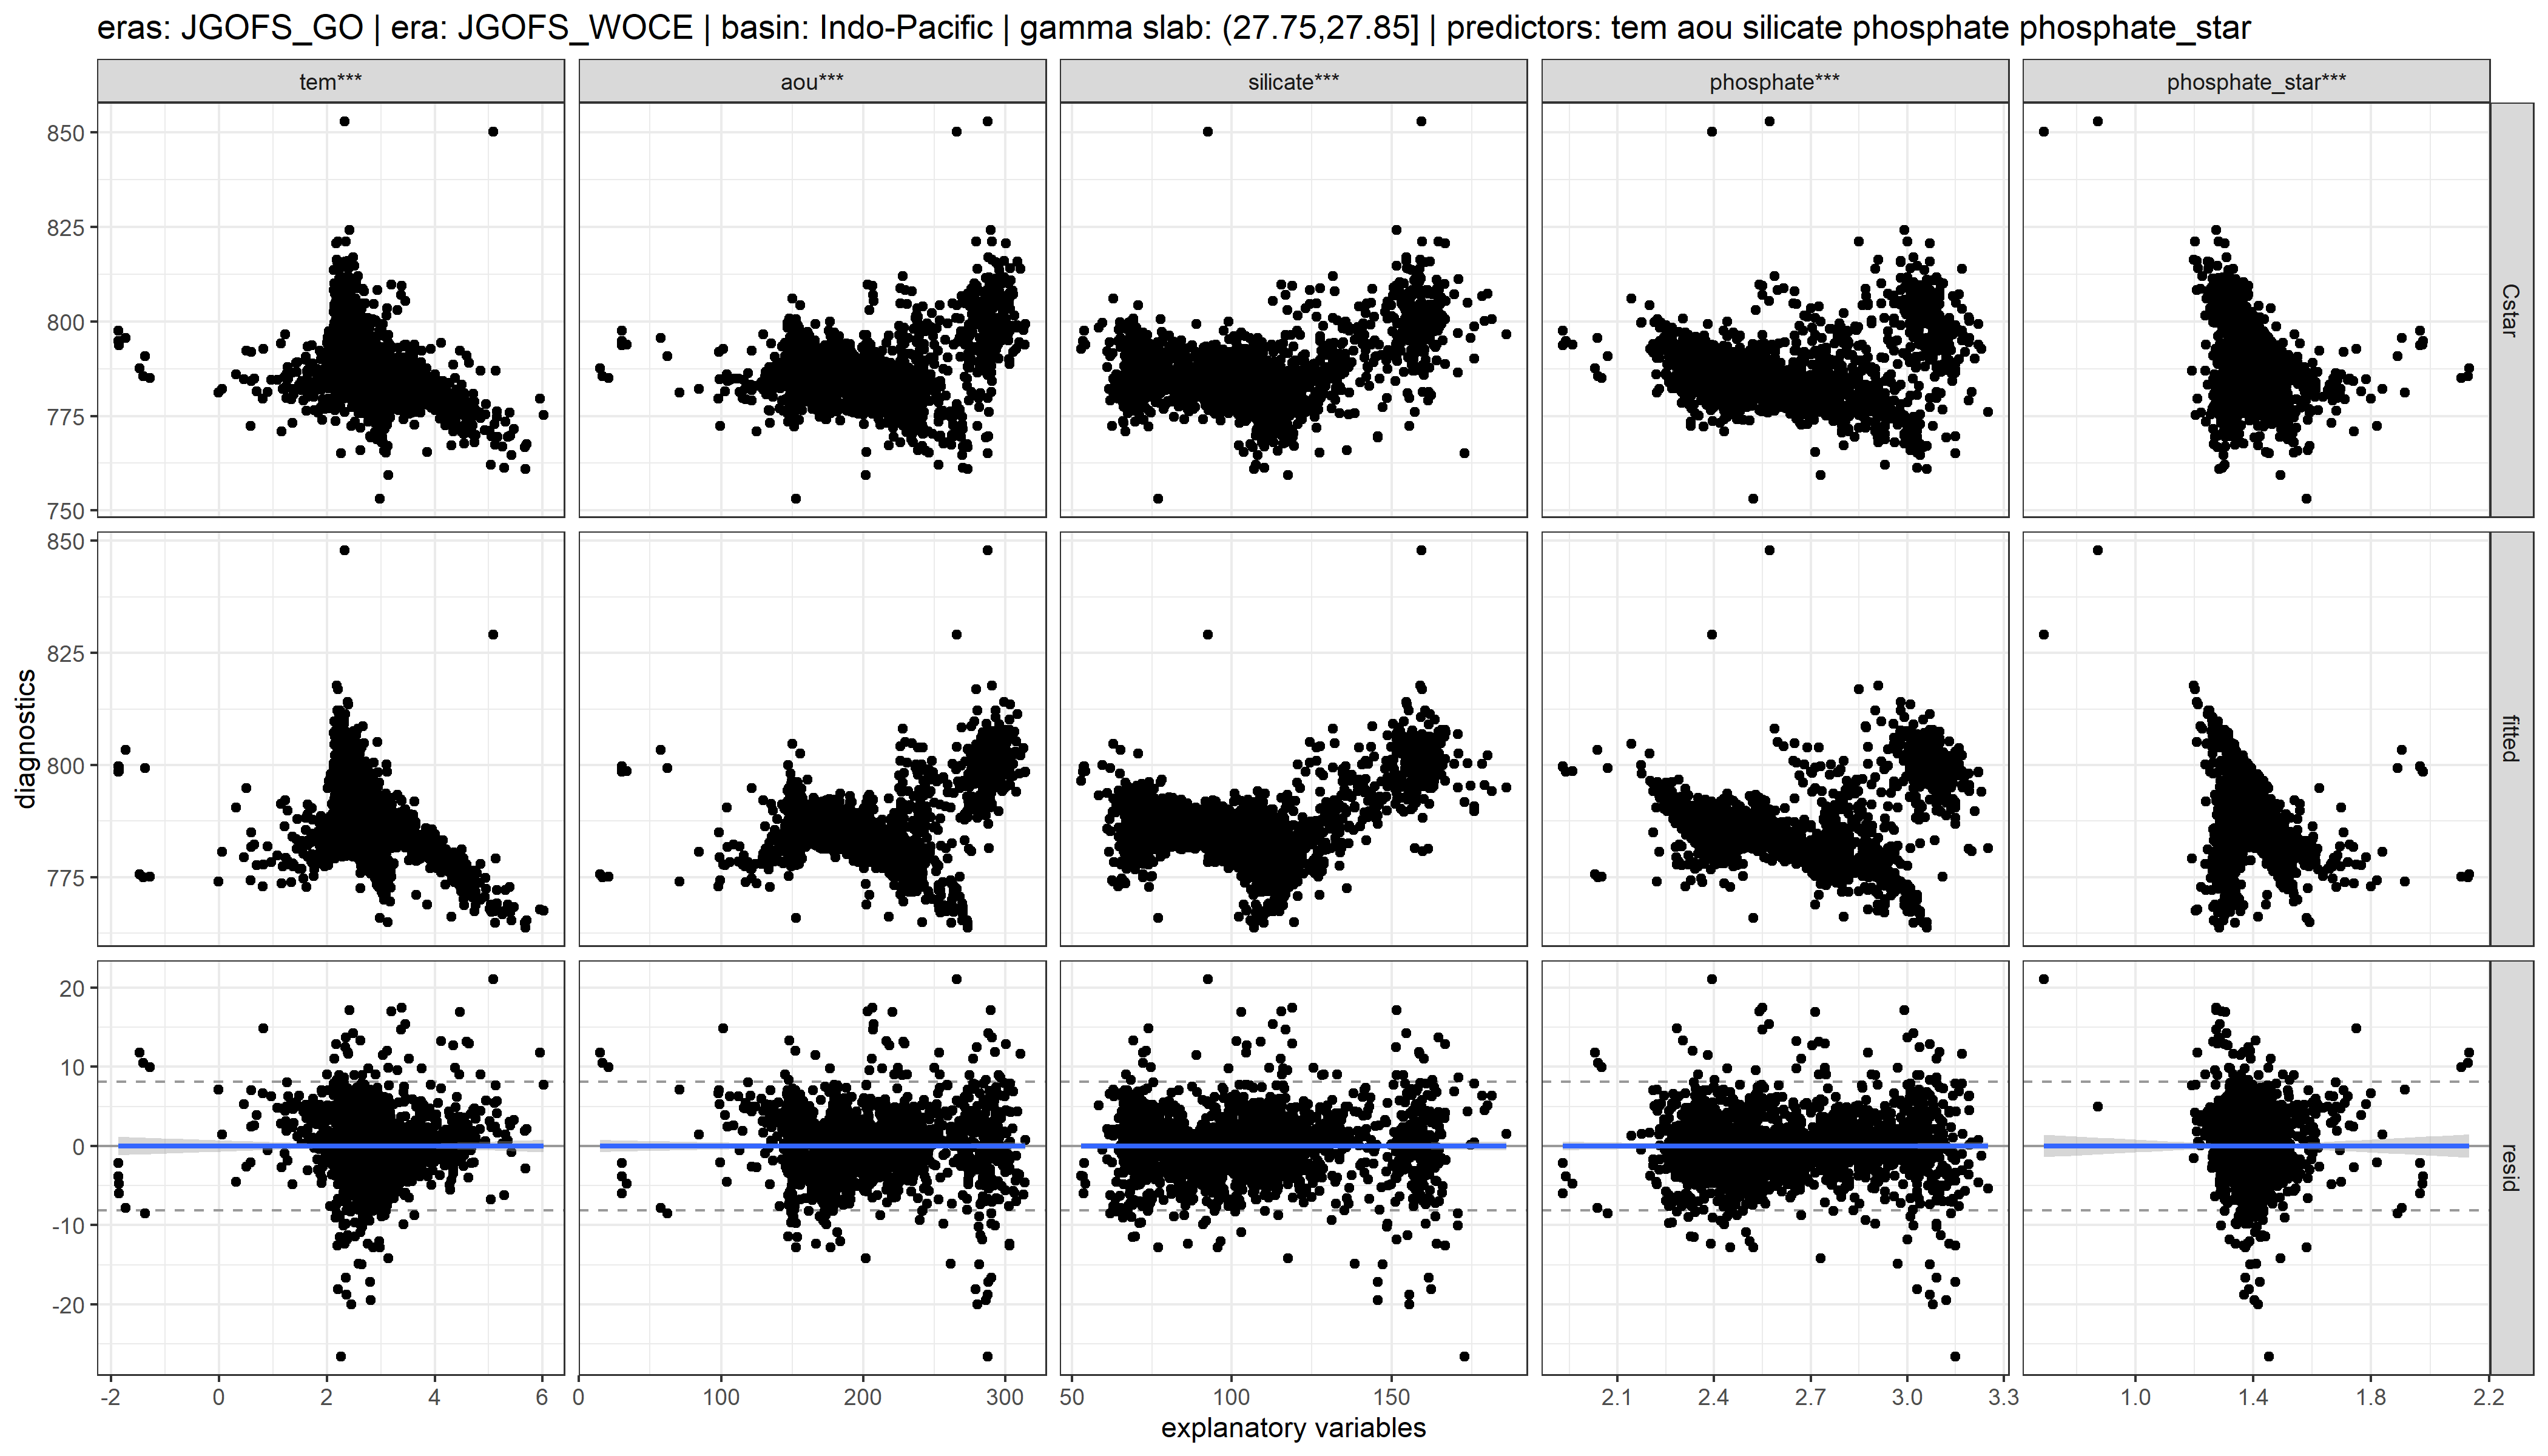 eras: JGOFS_GO | era: JGOFS_WOCE | basin: Indo-Pacific | gamma slab: (27.75,27.85] | predictors: tem aou silicate phosphate phosphate_star
tem*** aou*** silicate*** phosphate*** phosphate_star***
850
825
800
775
750
Cstar
850
825
800
775
fitted
diagnostics
20
10
0
-10
-20
resid
-2 0 2 4 6 0 100 200 300 50 100 150 2.1 2.4 2.7 3.0 3.3 1.0 1.4 1.8 2.2
explanatory variables